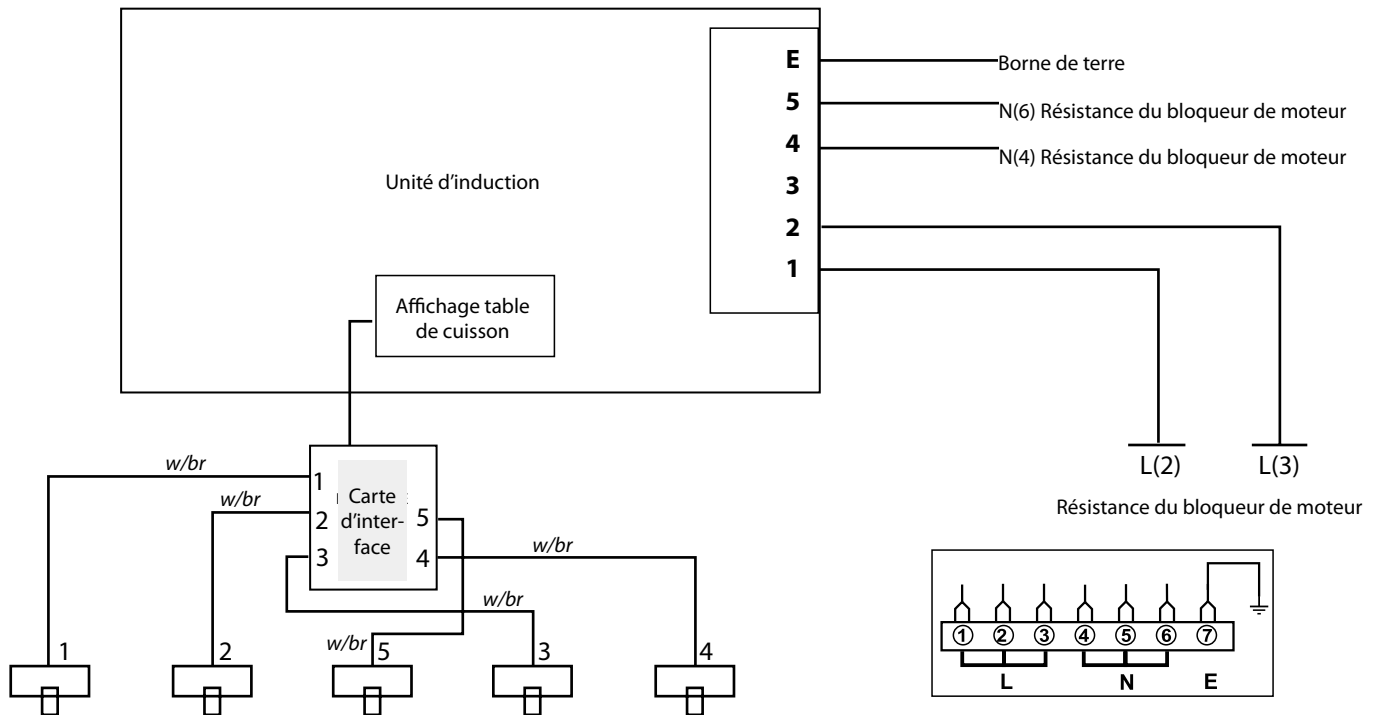 E
Borne de terre
5
N(6) Résistance du bloqueur de moteur
4
N(4) Résistance du bloqueur de moteur
Unité d'induction
3
2
1
Affichage table
de cuisson
L(2)
L(3)
Résistance du bloqueur de moteur
w/br
1
w/br
Carte
2
d'inter-
5
face
3
4
w/br
w/br
w/br
1
2
5
3
4
1 2 3 4 5 6 7
L N E